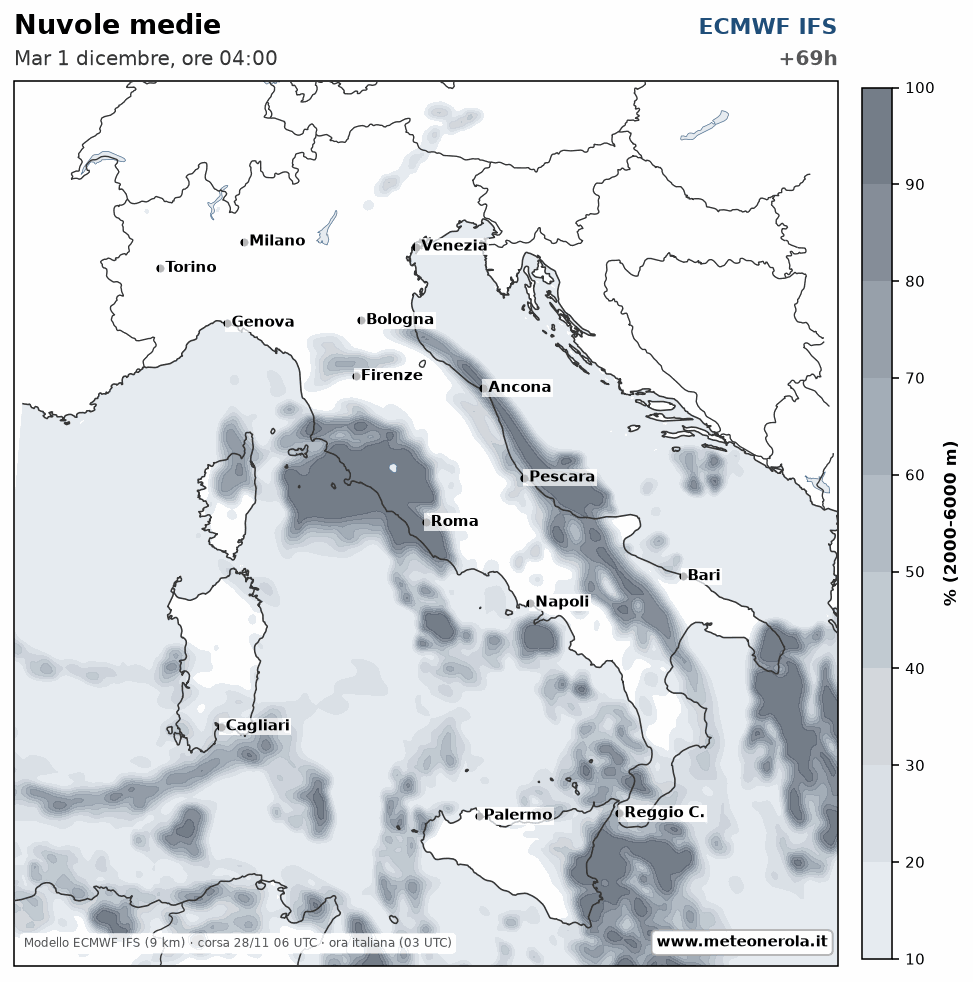 Nuvole medie
ECMWF IFS
Mar 1 dicembre, ore 04:00
+69h
100
90
80
70
60
50
40
30
20
10
% (2000-6000 m)
Milano
Venezia
Torino
Genova
Bologna
Firenze
Ancona
Pescara
Roma
Bari
Napoli
Cagliari
Palermo
Reggio C.
Modello ECMWF IFS (9 km) · corsa 28/11 06 UTC · ora italiana (03 UTC)
www.meteonerola.it